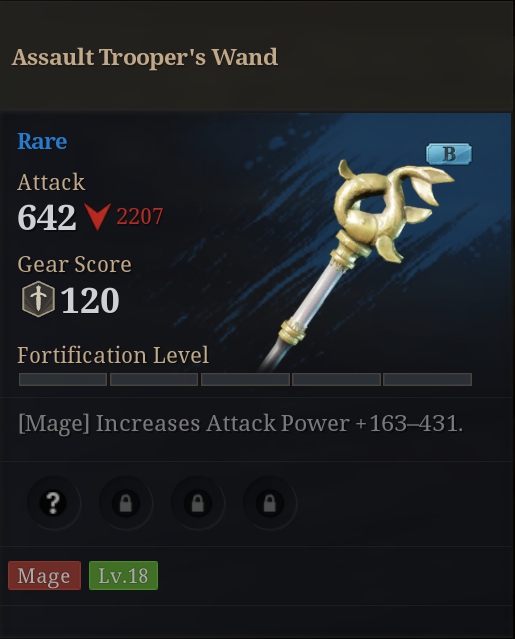 Assault Trooper's Wand
Rare
B
Attack
642 2207
Gear Score
120
Fortification Level
[Mage] Increases Attack Power +163–431.
?
Mage Lv.18